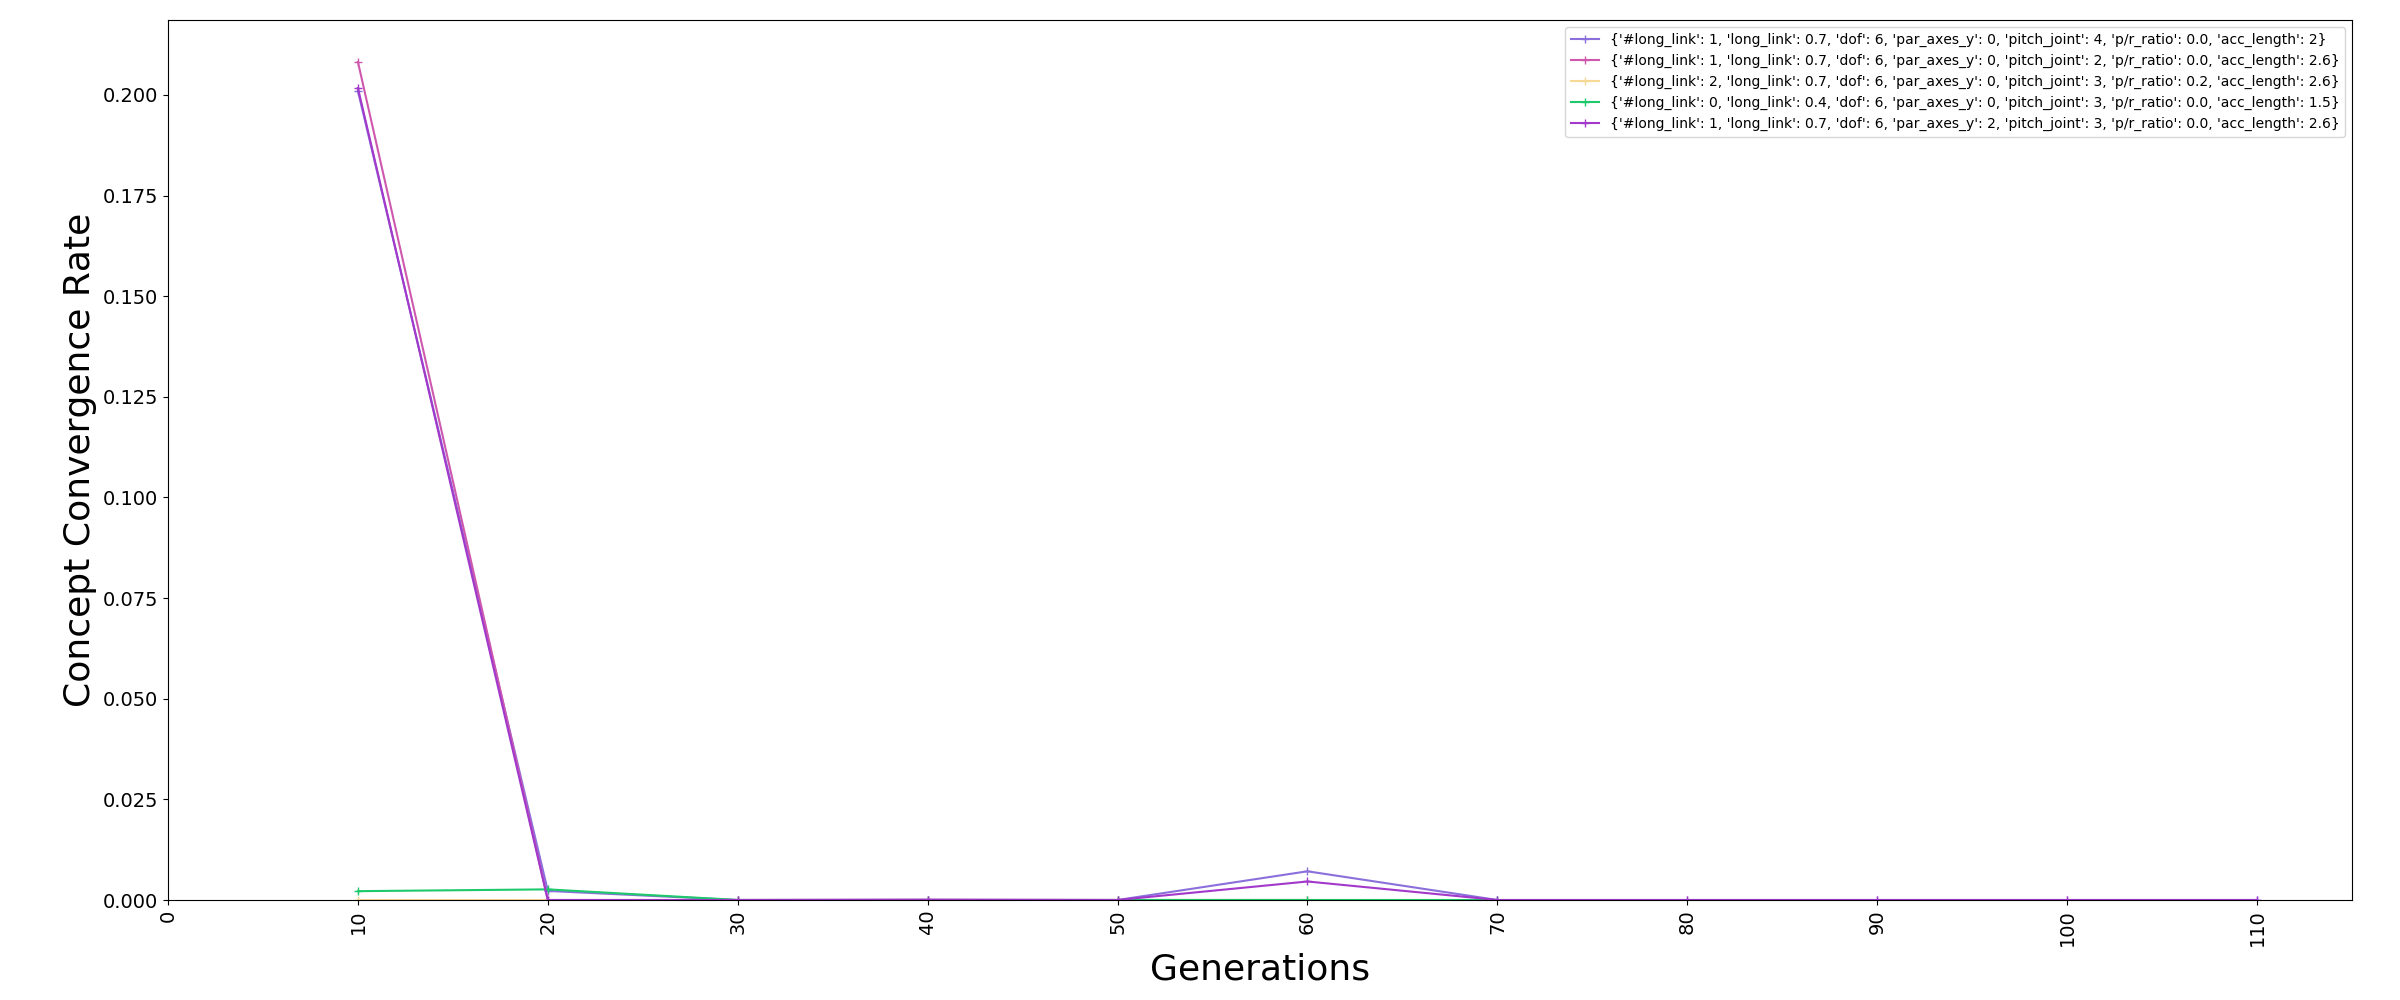 {'#long_link': 1, 'long_link': 0.7, 'dof': 6, 'par_axes_y': 0, 'pitch_joint': 4, 'p/r_ratio': 0.0, 'acc_length': 2}
{'#long_link': 1, 'long_link': 0.7, 'dof': 6, 'par_axes_y': 0, 'pitch_joint': 2, 'p/r_ratio': 0.0, 'acc_length': 2.6}
{'#long_link': 2, 'long_link': 0.7, 'dof': 6, 'par_axes_y': 0, 'pitch_joint': 3, 'p/r_ratio': 0.2, 'acc_length': 2.6}
{'#long_link': 0, 'long_link': 0.4, 'dof': 6, 'par_axes_y': 0, 'pitch_joint': 3, 'p/r_ratio': 0.0, 'acc_length': 1.5}
{'#long_link': 1, 'long_link': 0.7, 'dof': 6, 'par_axes_y': 2, 'pitch_joint': 3, 'p/r_ratio': 0.0, 'acc_length': 2.6}
Concept Convergence Rate
0.200
0.175
0.150
0.125
0.100
0.075
0.050
0.025
0.000
0 10 20 30 40 50 60 70 80 90 100 110
Generations